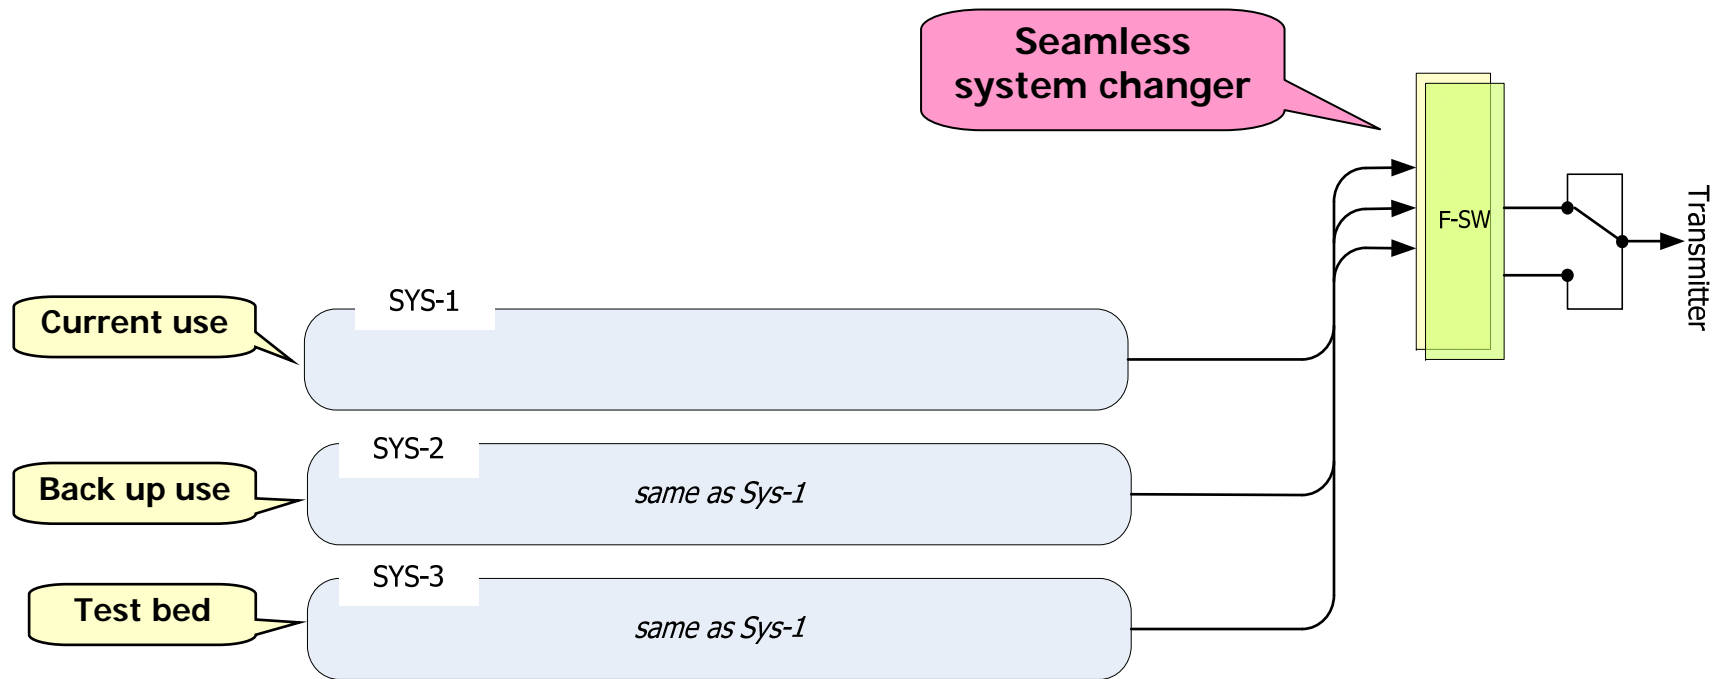 Seamless
system changer
F-SW
Transmitter
SYS-1
Current use
SYS-2
Back up use
same as Sys-1
SYS-3
Test bed
same as Sys-1